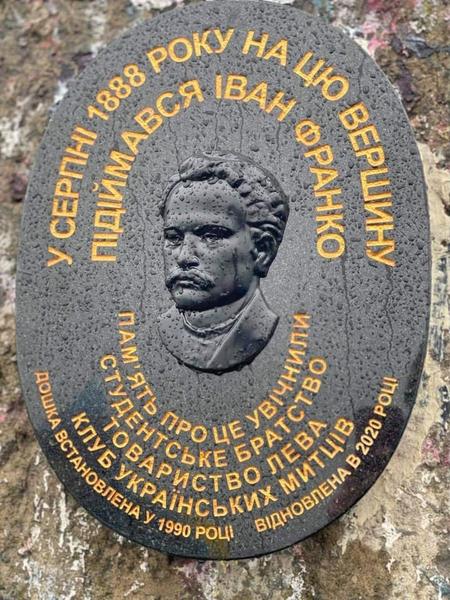 У СЕРПНІ 1888 РОКУ НА ЦЮ ВЕРШИНУ
ПІДІЙМАВСЯ ІВАН ФРАНКО
ПАМ'ЯТЬ ПРО ЦЕ УВІЧНИЛИ
СТУДЕНТСЬКЕ БРАТСТВО
ТОВАРИСТВО ЛЕВА
КЛУБ УКРАЇНСЬКИХ МИТЦІВ
ДОШКА ВСТАНОВЛЕНА У 1990 РОЦІ ВІДНОВЛЕНА В 2020 РОЦІ